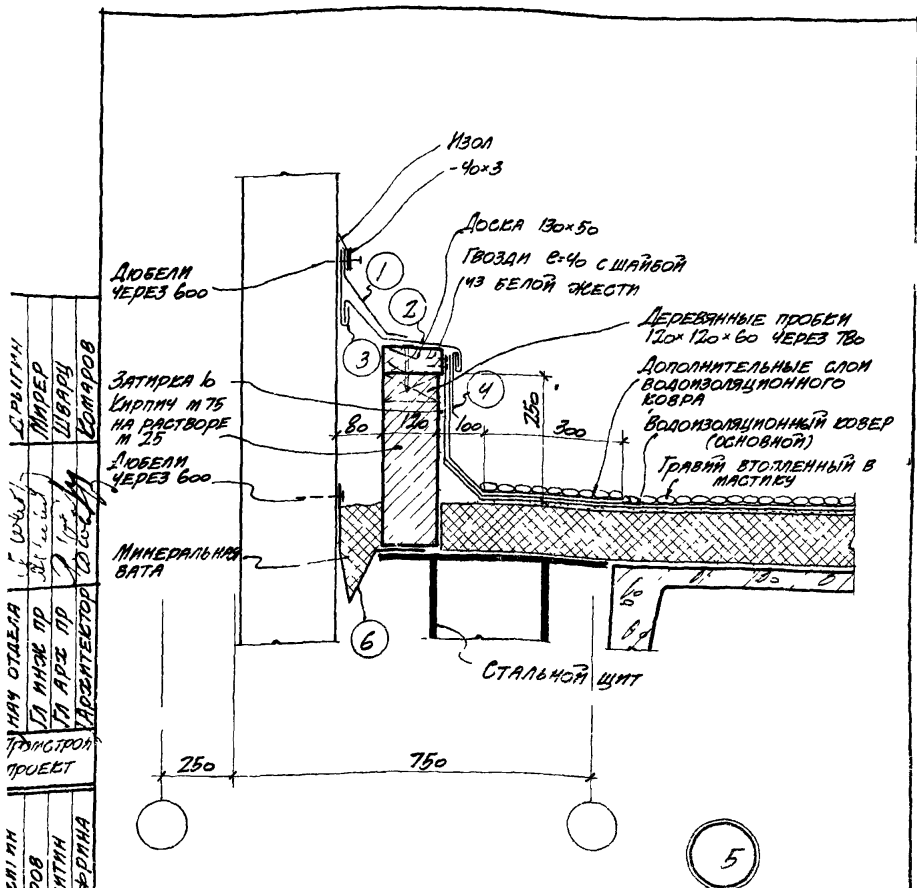 Изол
-40×3
Доска 130×50
Гвозди е=40 с шайбой
из белой жести
Дюбели
через 600
1
2
3
Деревянные пробки
120×120×60 через 780
Дополнительные слои
водоизоляционного
ковра
Водоизоляционный ковер
(основной)
Гравий втопленный в
мастику
Затирка
Кирпич М 75
на растворе
М 25
Дюбели
через 600
4
250
80
120
100
300
Минеральная
вата
6
Стальной щит
250
750
5
Мирер
Шварц
Комаров
Нач отдела
Гл инж пр
Гл арх пр
Архитектор
проект